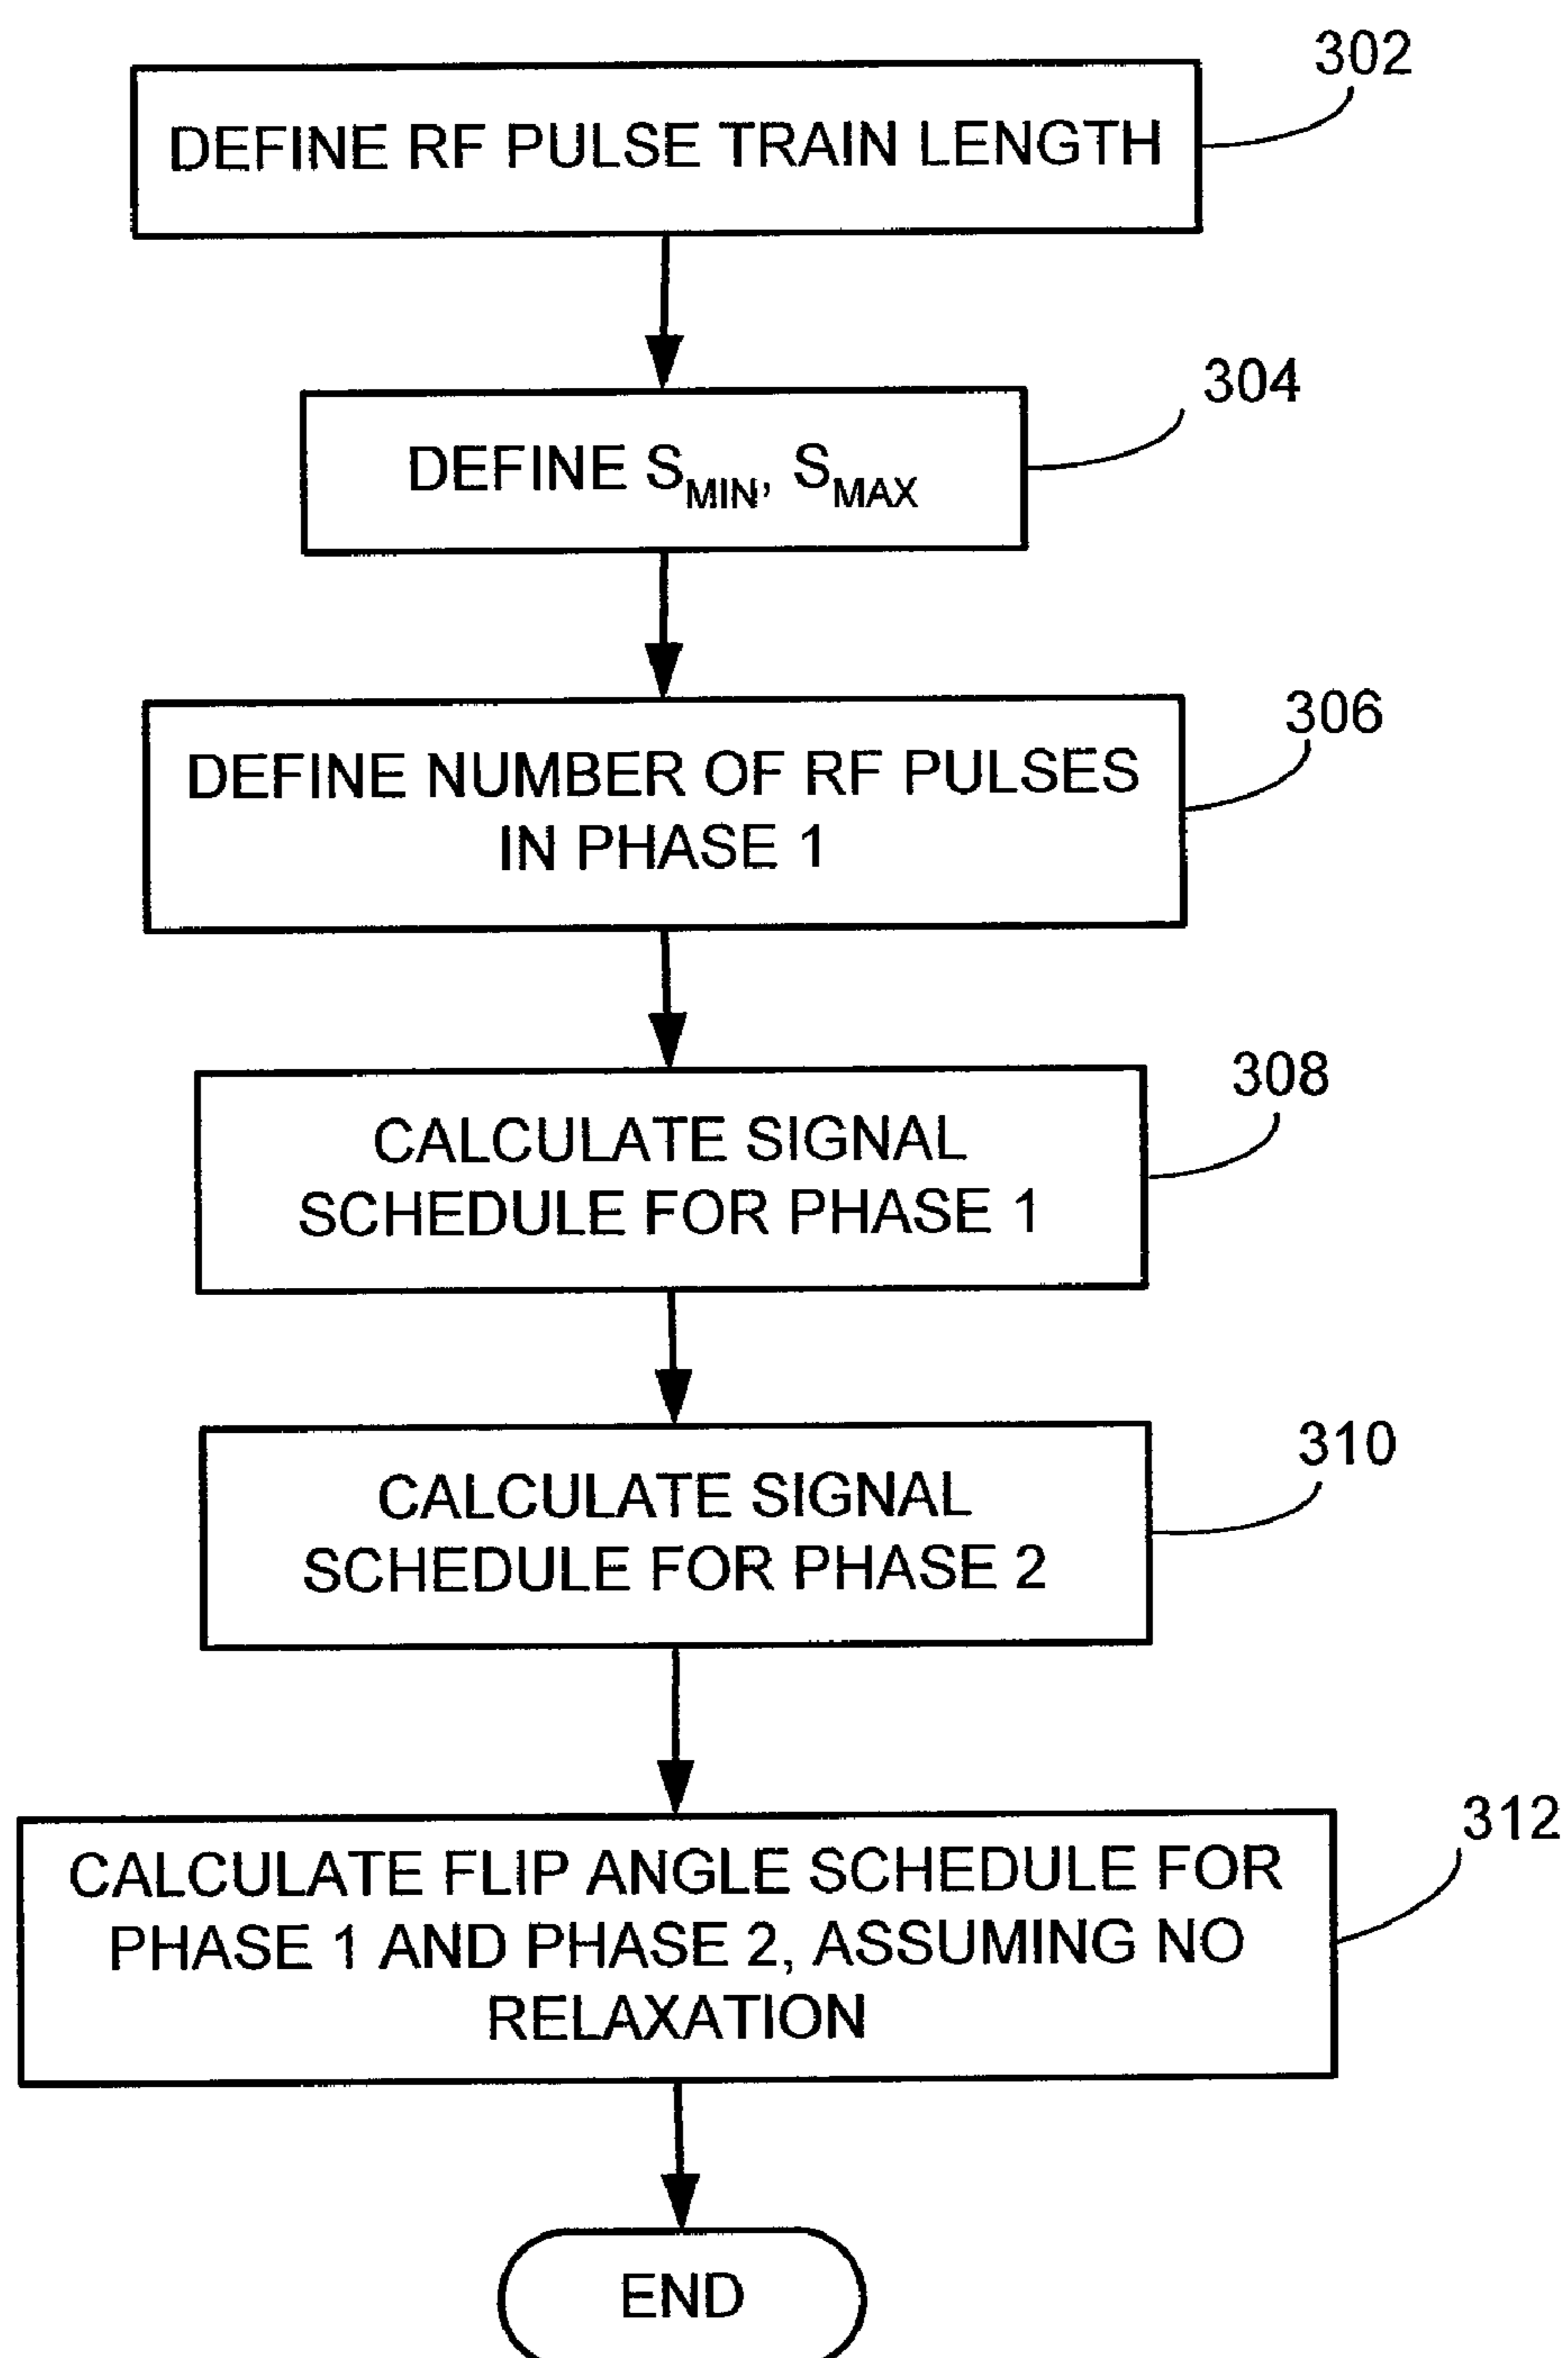 302
DEFINE RF PULSE TRAIN LENGTH
304
DEFINE S_MIN, S_MAX
306
DEFINE NUMBER OF RF PULSES
IN PHASE 1
308
CALCULATE SIGNAL
SCHEDULE FOR PHASE 1
310
CALCULATE SIGNAL
SCHEDULE FOR PHASE 2
312
CALCULATE FLIP ANGLE SCHEDULE FOR
PHASE 1 AND PHASE 2, ASSUMING NO
RELAXATION
END